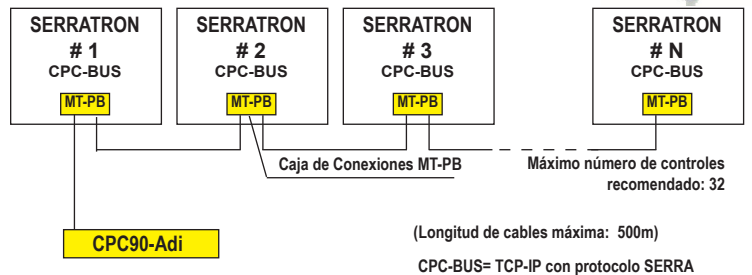 SERRATRON
# 1
CPC-BUS
MT-PB
SERRATRON
# 2
CPC-BUS
MT-PB
SERRATRON
# 3
CPC-BUS
MT-PB
SERRATRON
# N
CPC-BUS
MT-PB
Caja de Conexiones MT-PB
Máximo número de controles
recomendado: 32
CPC90-Adi
(Longitud de cables máxima: 500m)
CPC-BUS= TCP-IP con protocolo SERRA